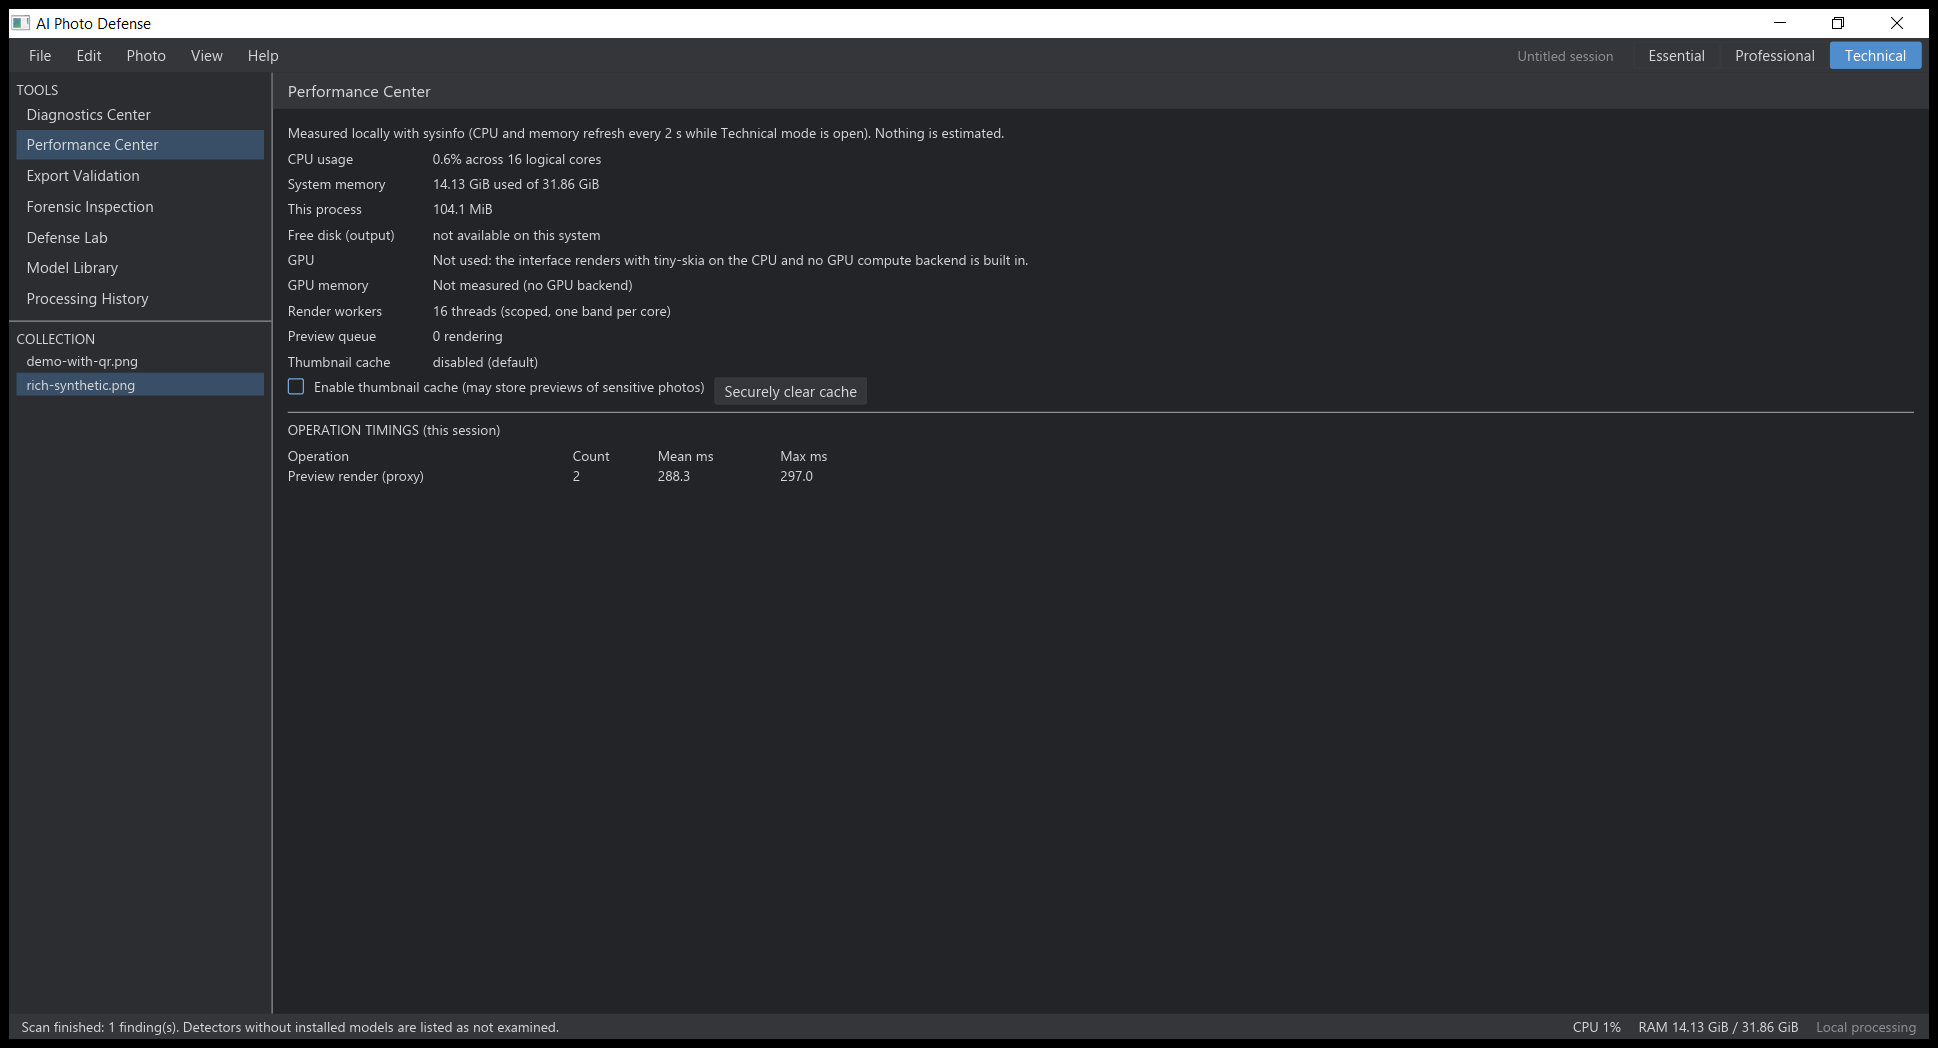 AI Photo Defense
File Edit Photo View Help Untitled session Essential Professional Technical
TOOLS
Diagnostics Center
Performance Center
Export Validation
Forensic Inspection
Defense Lab
Model Library
Processing History
COLLECTION
demo-with-qr.png
rich-synthetic.png
Performance Center
Measured locally with sysinfo (CPU and memory refresh every 2 s while Technical mode is open). Nothing is estimated.
CPU usage 0.6% across 16 logical cores
System memory 14.13 GiB used of 31.86 GiB
This process 104.1 MiB
Free disk (output) not available on this system
GPU Not used: the interface renders with tiny-skia on the CPU and no GPU compute backend is built in.
GPU memory Not measured (no GPU backend)
Render workers 16 threads (scoped, one band per core)
Preview queue 0 rendering
Thumbnail cache disabled (default)
Enable thumbnail cache (may store previews of sensitive photos) Securely clear cache
OPERATION TIMINGS (this session)
Operation Count Mean ms Max ms
Preview render (proxy) 2 288.3 297.0
Scan finished: 1 finding(s). Detectors without installed models are listed as not examined. CPU 1% RAM 14.13 GiB / 31.86 GiB Local processing